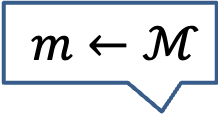 𝑚 ← ℳ